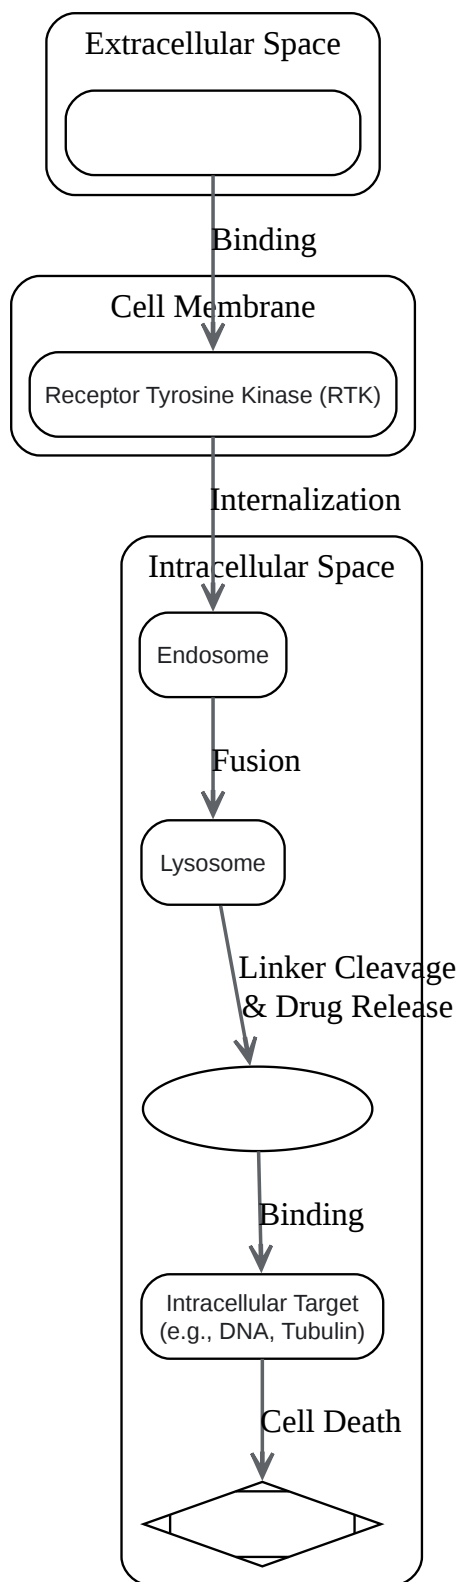 Extracellular Space
Binding
Cell Membrane
Receptor Tyrosine Kinase (RTK)
Internalization
Intracellular Space
Endosome
Fusion
Lysosome
Linker Cleavage
& Drug Release
Binding
Intracellular Target
(e.g., DNA, Tubulin)
Cell Death